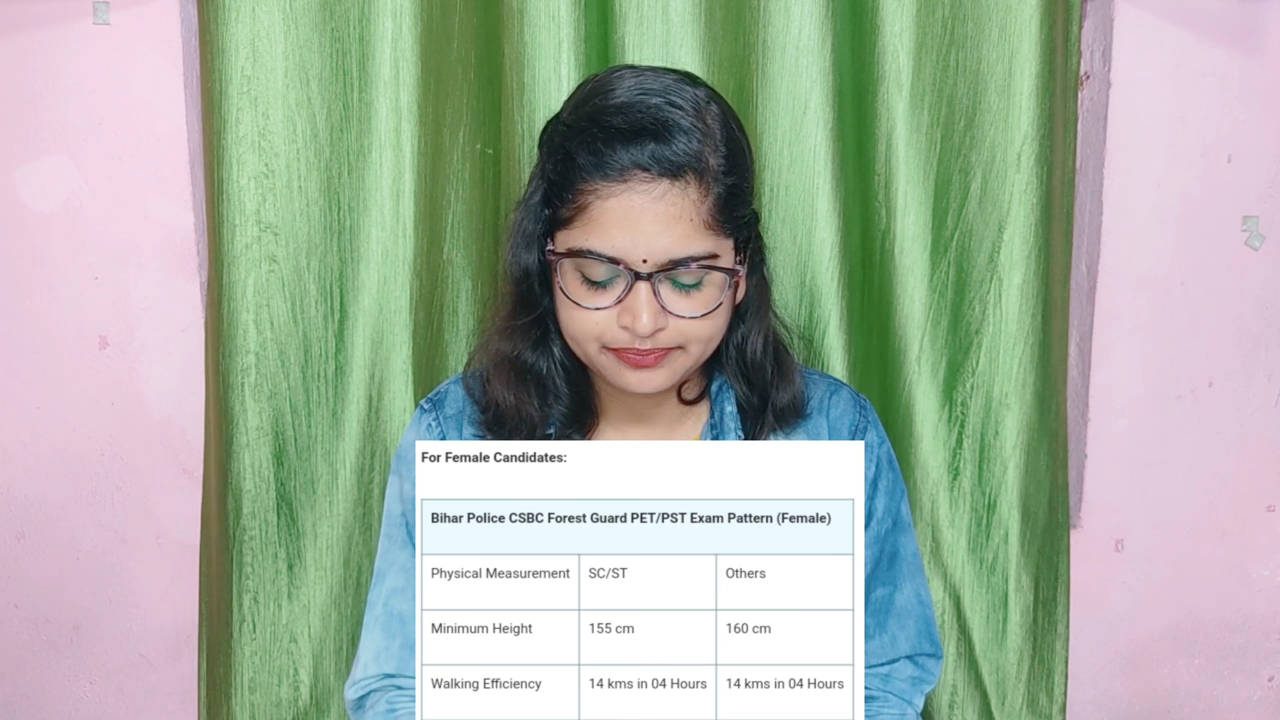 For Female Candidates:
Bihar Police CSBC Forest Guard PET/PST Exam Pattern (Female)
Physical Measurement SC/ST Others
Minimum Height 155 cm 160 cm
Walking Efficiency 14 kms in 04 Hours 14 kms in 04 Hours